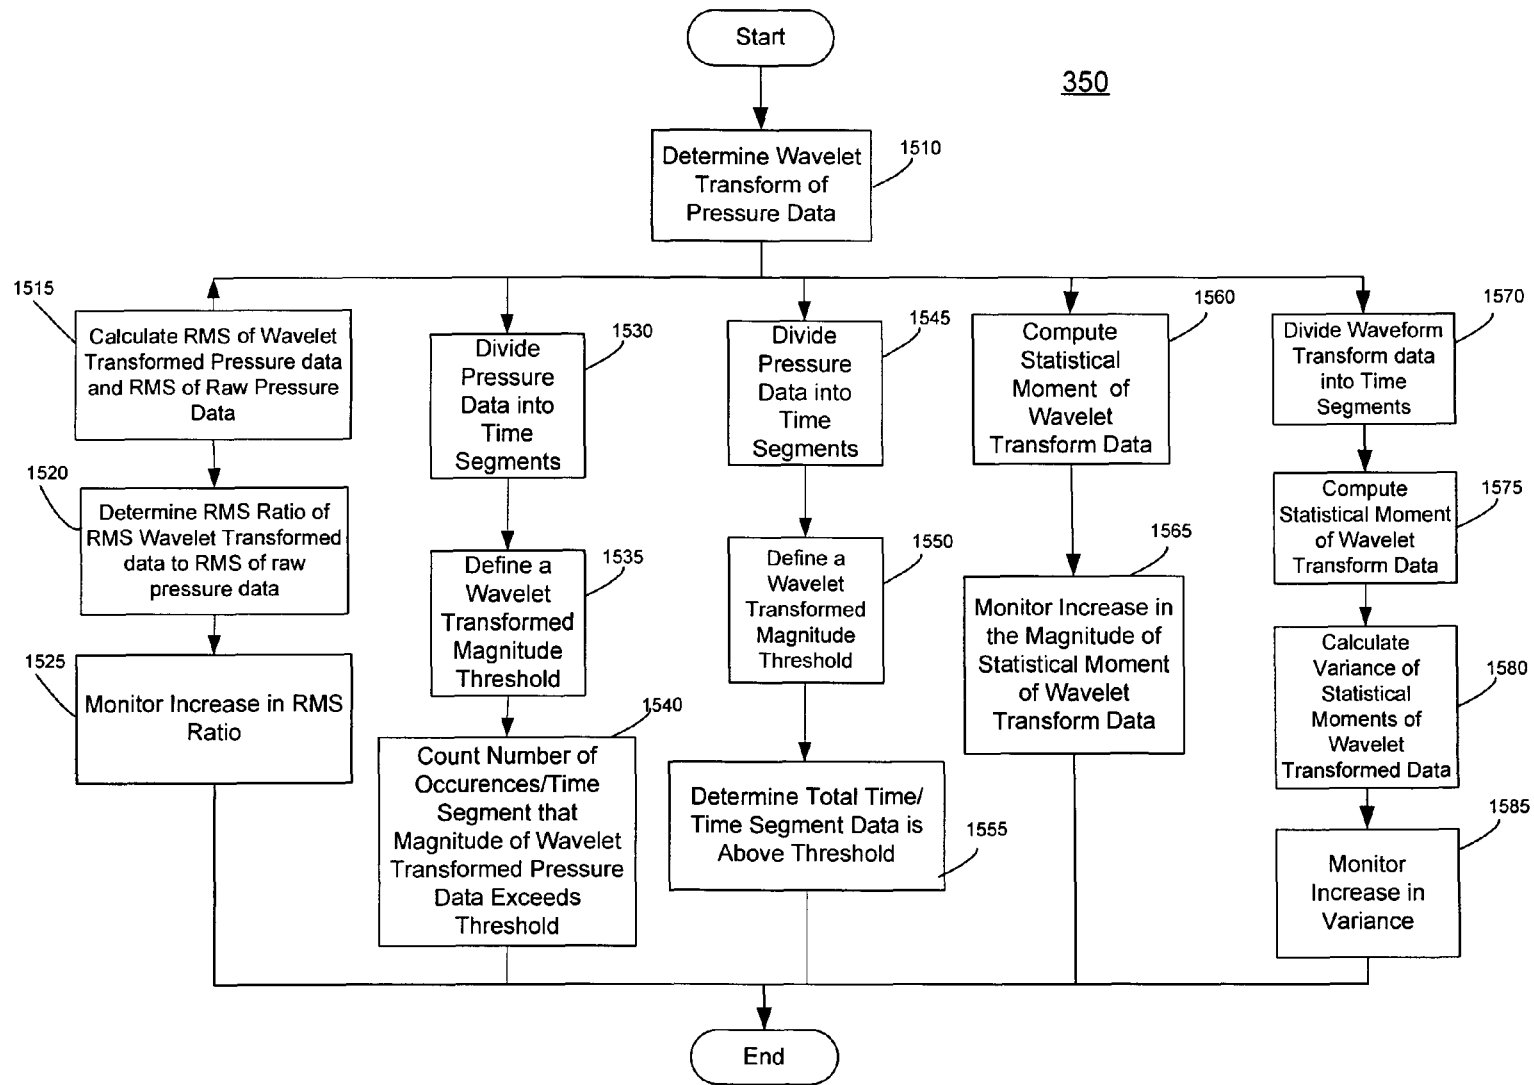 Start
350
Determine Wavelet
Transform of
Pressure Data
1510
1515
Calculate RMS of Wavelet
Transformed Pressure data
and RMS of Raw Pressure
Data
1520
Determine RMS Ratio of
RMS Wavelet Transformed
data to RMS of raw
pressure data
1525
Monitor Increase in RMS
Ratio
1530
Divide
Pressure
Data into
Time
Segments
1535
Define a
Wavelet
Transformed
Magnitude
Threshold
1540
Count Number of
Occurences/Time
Segment that
Magnitude of Wavelet
Transformed Pressure
Data Exceeds
Threshold
1545
Divide
Pressure
Data into
Time
Segments
1550
Define a
Wavelet
Transformed
Magnitude
Threshold
Determine Total Time/
Time Segment Data is
Above Threshold
1555
1560
Compute
Statistical
Moment of
Wavelet
Transform Data
1565
Monitor Increase in
the Magnitude of
Statistical Moment
of Wavelet
Transform Data
1570
Divide Waveform
Transform data
into Time
Segments
1575
Compute
Statistical Moment
of Wavelet
Transform Data
1580
Calculate
Variance of
Statistical
Moments of
Wavelet
Transformed Data
1585
Monitor
Increase in
Variance
End